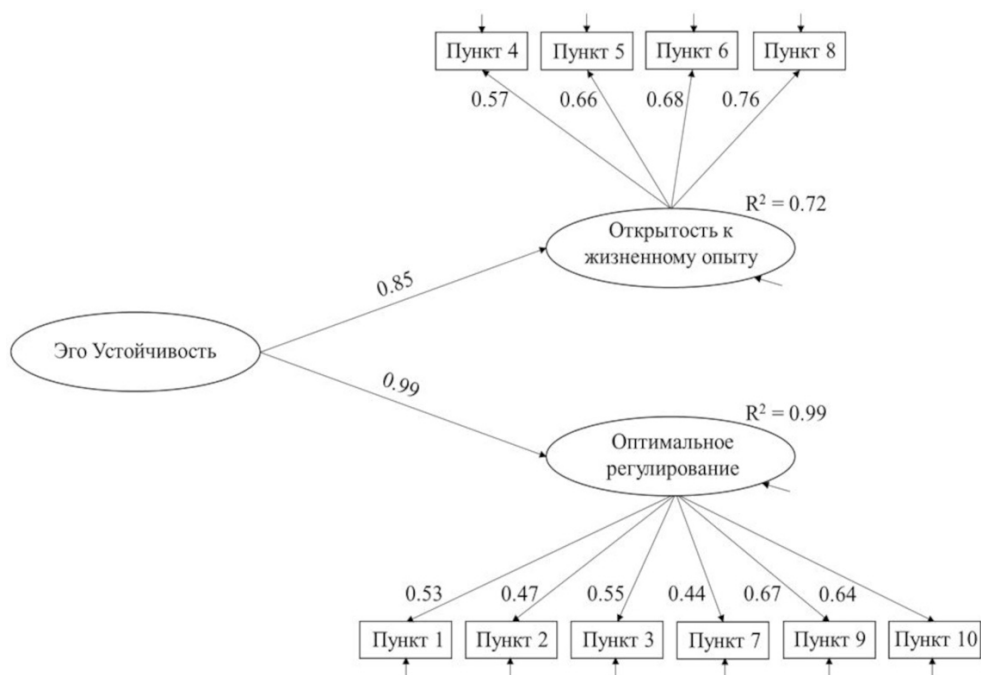 Пункт 4 Пункт 5 Пункт 6 Пункт 8
0.57 0.66 0.68 0.76
R² = 0.72
Открытость к
жизненному опыту
0.85
Эго Устойчивость
0.99
R² = 0.99
Оптимальное
регулирование
0.53 0.47 0.55 0.44 0.67 0.64
Пункт 1 Пункт 2 Пункт 3 Пункт 7 Пункт 9 Пункт 10